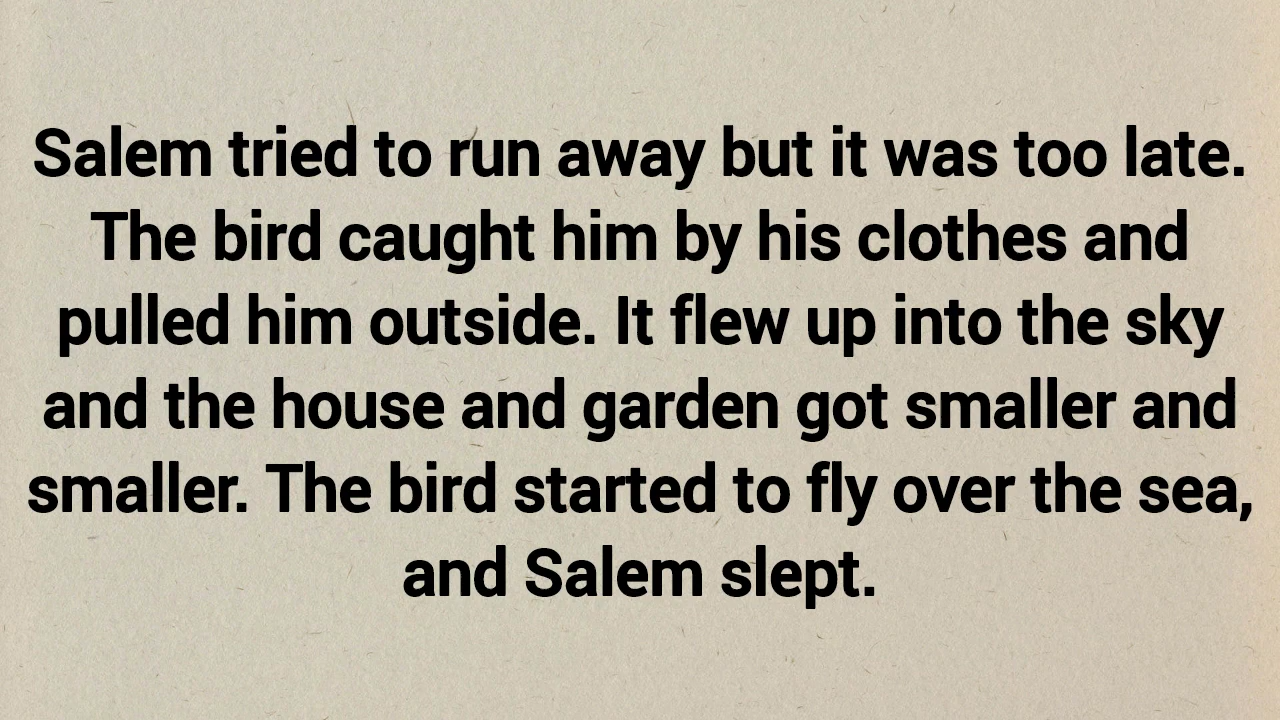 Salem tried to run away but it was too late.
The bird caught him by his clothes and
pulled him outside. It flew up into the sky
and the house and garden got smaller and
smaller. The bird started to fly over the sea,
and Salem slept.